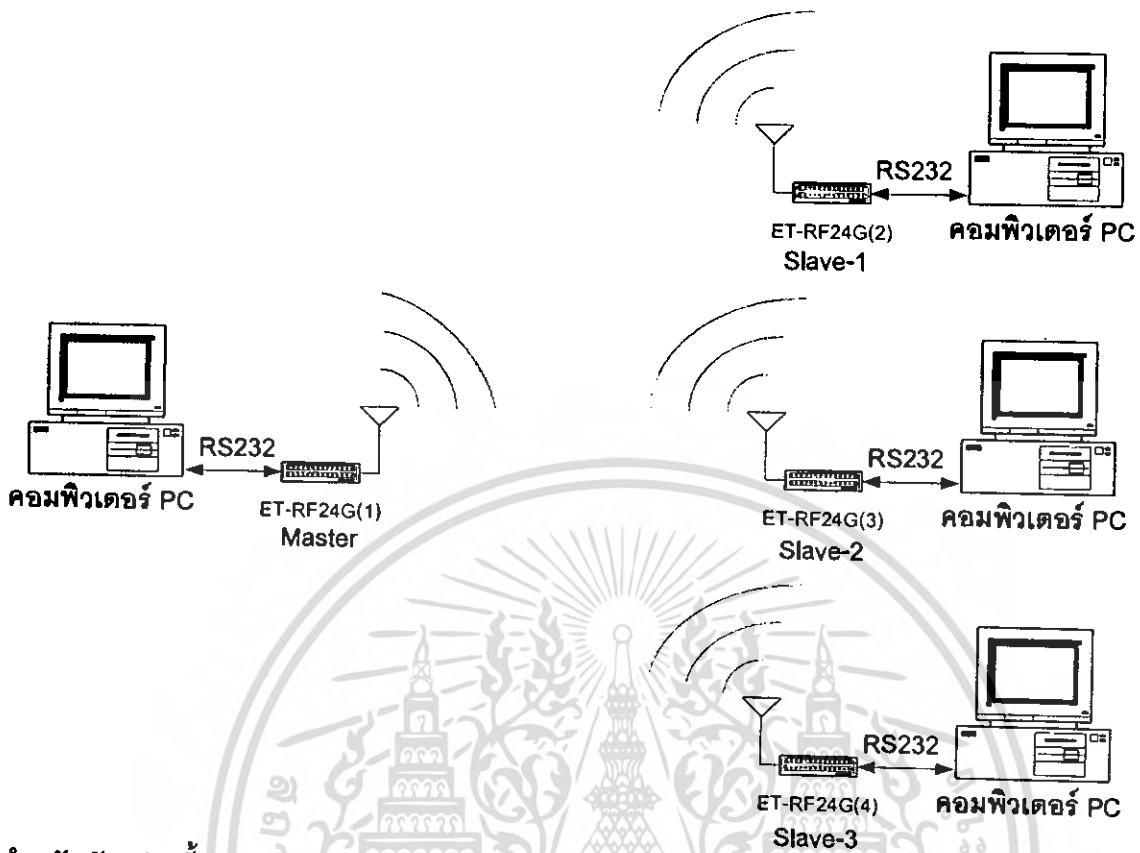 RS232
ET-RF24G(2)
Slave-1
คอมพิวเตอร์ PC
RS232
คอมพิวเตอร์ PC
ET-RF24G(1)
Master
RS232
ET-RF24G(3)
Slave-2
คอมพิวเตอร์ PC
RS232
ET-RF24G(4)
Slave-3
คอมพิวเตอร์ PC